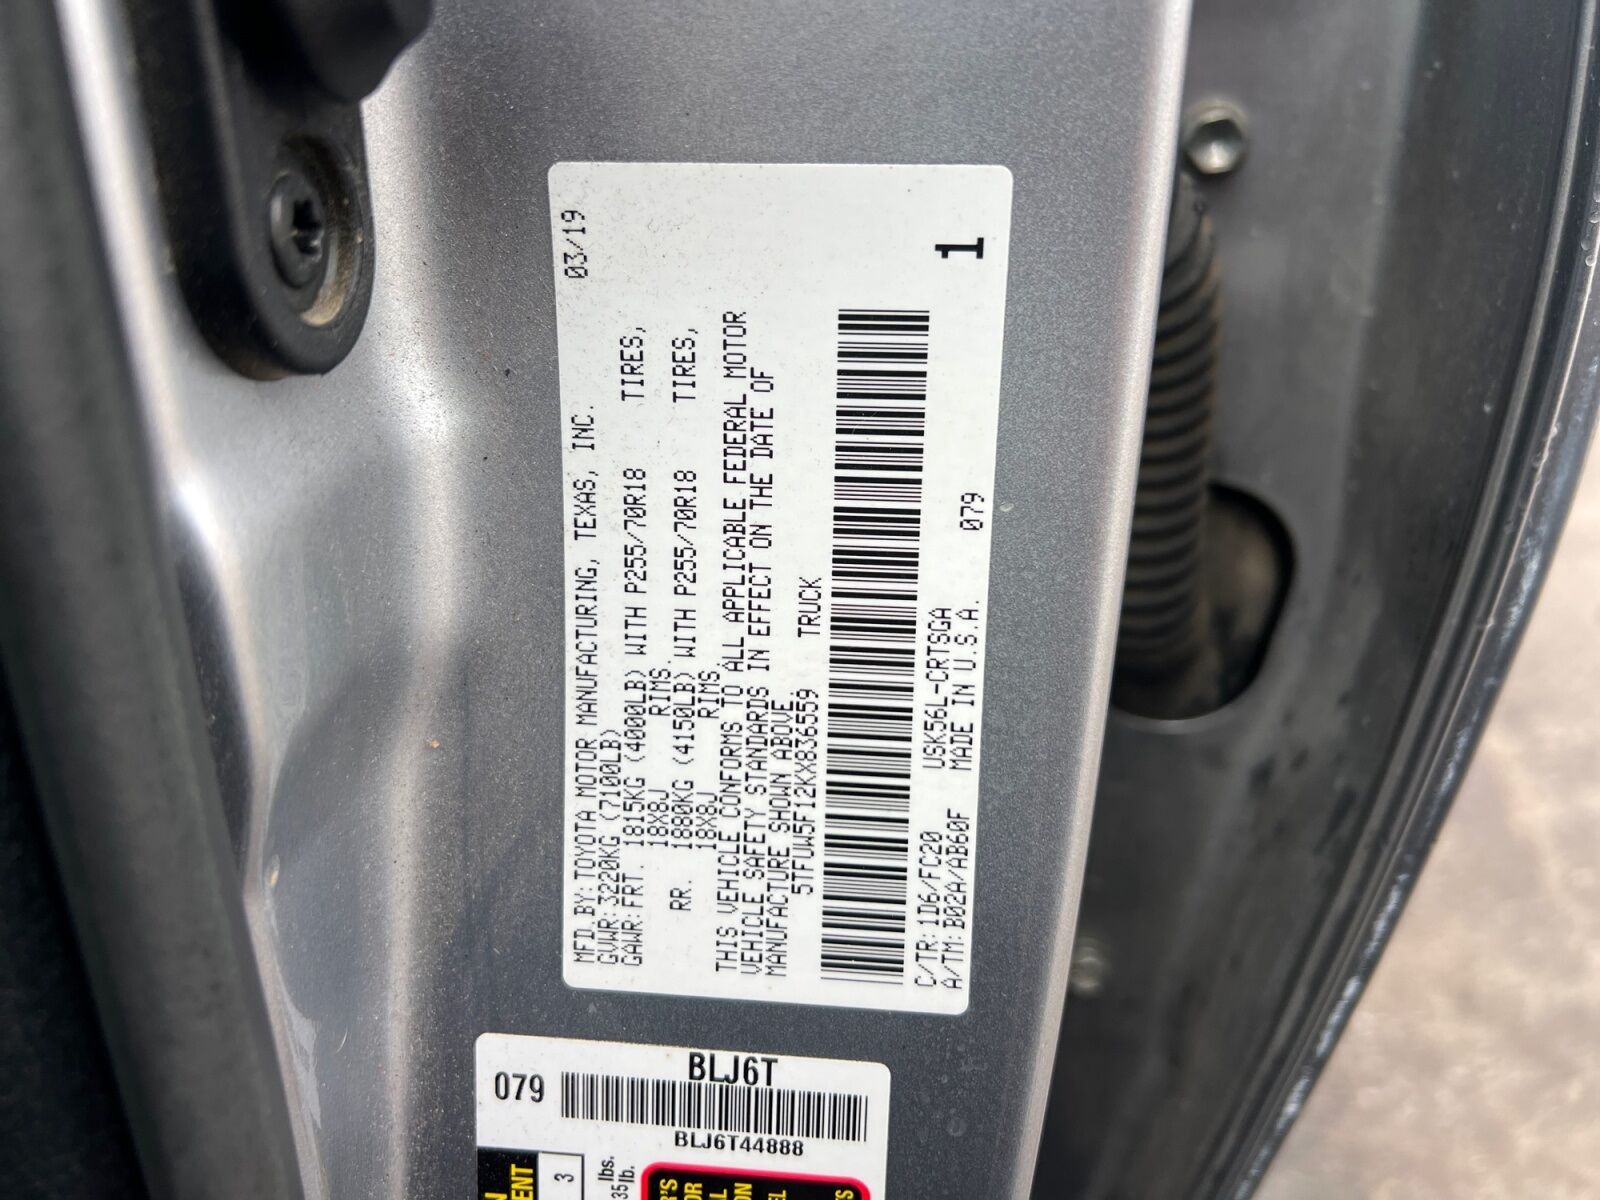 03/19
MFD.BY:TOYOTA MOTOR MANUFACTURING, TEXAS, INC.
GVWR:3220KG (7100LB)
GAWR:FRT. 1815KG (4000LB) WITH P255/70R18 TIRES,
18X8J RIMS.
RR. 1880KG (4150LB) WITH P255/70R18 TIRES,
18X8J RIMS.
THIS VEHICLE CONFORMS TO ALL APPLICABLE FEDERAL MOTOR
VEHICLE SAFETY STANDARDS IN EFFECT ON THE DATE OF
MANUFACTURE SHOWN ABOVE.
5TFUW5F12KX836559 TRUCK
C/TR:1D6/FC20 USK56L-CRTSGA 079
A/TM:B02A/AB60F MADE IN U.S.A.
1
BLJ6T
079
BLJ6T44888
3
lbs.
35 lb.